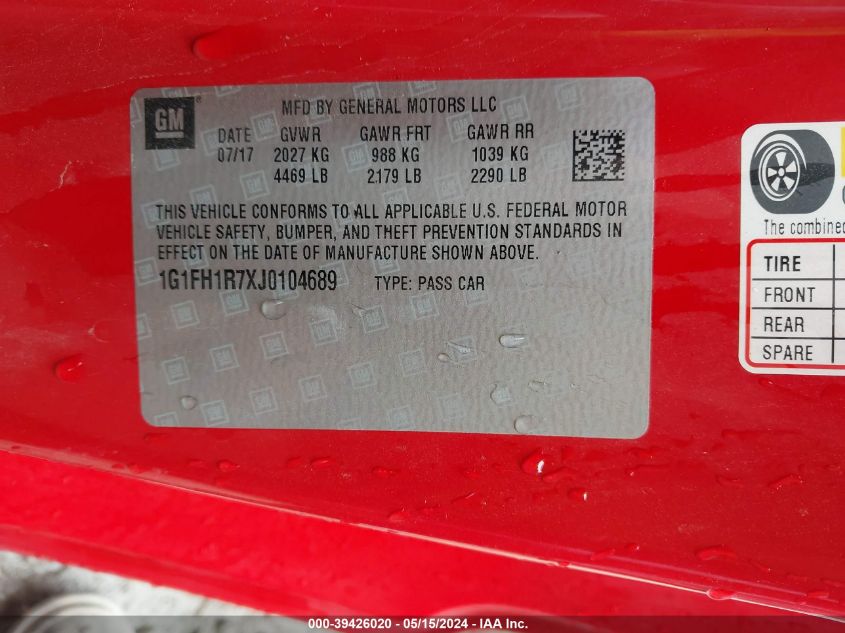 GM®
MFD BY GENERAL MOTORS LLC
DATE GVWR GAWR FRT GAWR RR
07/17 2027 KG 988 KG 1039 KG
4469 LB 2179 LB 2290 LB
THIS VEHICLE CONFORMS TO ALL APPLICABLE U.S. FEDERAL MOTOR
VEHICLE SAFETY, BUMPER, AND THEFT PREVENTION STANDARDS IN
EFFECT ON THE DATE OF MANUFACTURE SHOWN ABOVE.
1G1FH1R7XJ0104689 TYPE: PASS CAR
The combined
TIRE
FRONT
REAR
SPARE
000-39426020 - 05/15/2024 - IAA Inc.